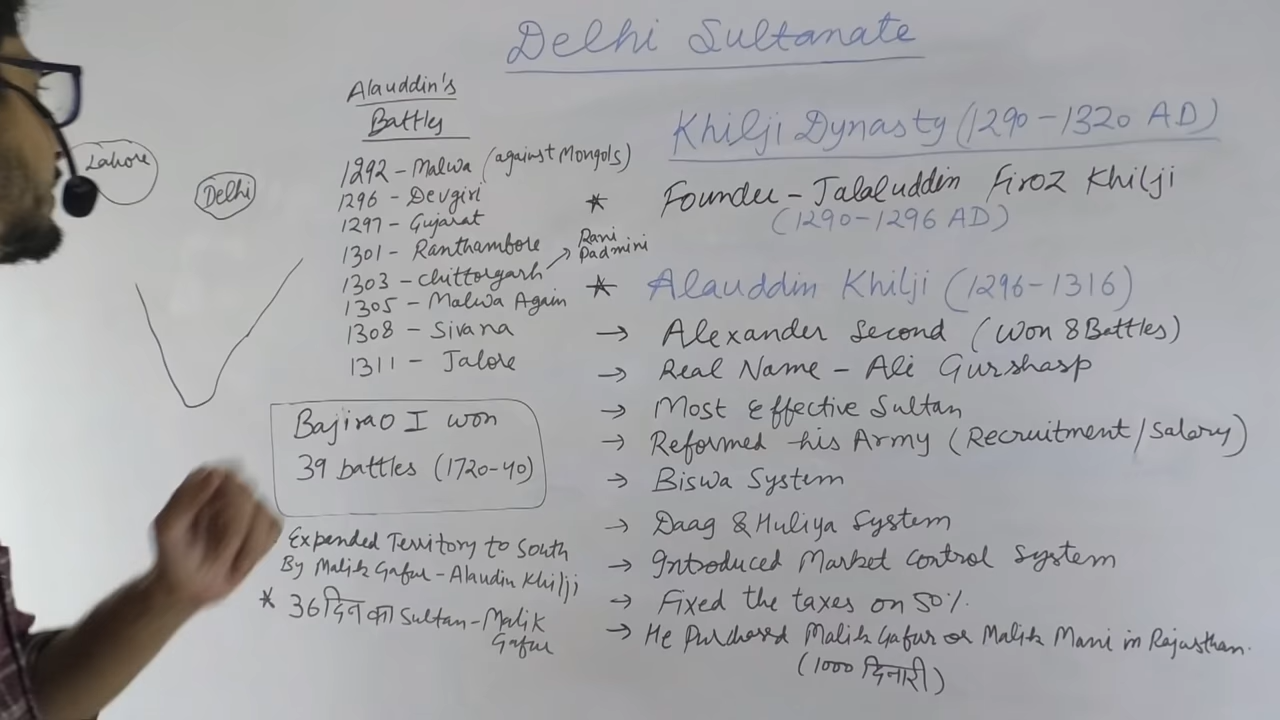 Delhi Sultanate
Alauddin's
Battles
1292 - Malwa (against Mongols)
1296 - Devgiri
1297 - Gujarat
1301 - Ranthambore
1303 - Chittorgarh → Rani Padmini
1305 - Malwa Again
1308 - Sivana
1311 - Jalore
Lahore
Delhi
Bajirao I won
39 battles (1720-40)
Expended Territory to South
By Malik Gafur - Alaudin Khilji
* 36 दिन का Sultan - Malik
Gafur
Khilji Dynasty (1290-1320 AD)
* Founder - Jalaluddin Firoz Khilji
(1290-1296 AD)
* Alauddin Khilji (1296-1316)
→ Alexander Second (Won 8 Battles)
→ Real Name - Ali Gurshasp
→ Most Effective Sultan
→ Reformed his Army (Recruitment/Salary)
→ Biswa System
→ Daag & Huliya System
→ Introduced Market Control System
→ Fixed the taxes on 50%.
→ He Purchased Malik Gafur or Malik Mani in Rajasthan.
(1000 दिनारी)